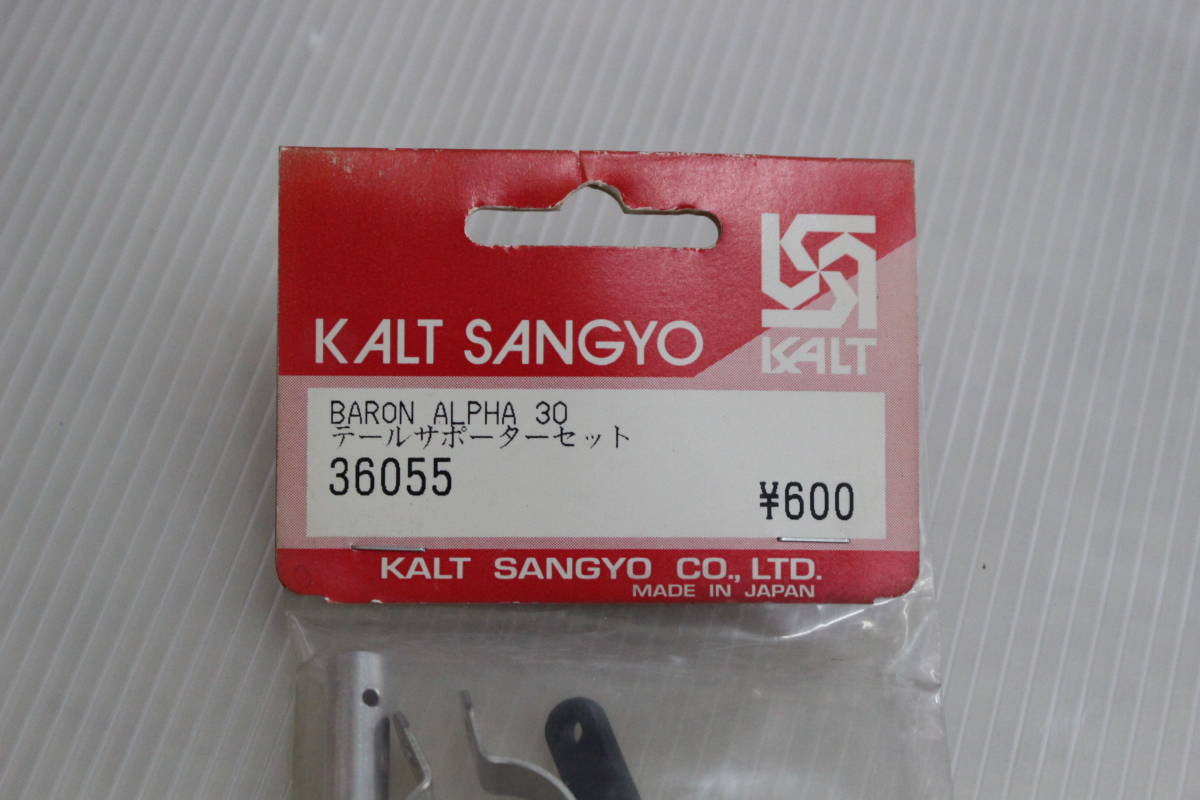 KALT SANGYO
KALT
BARON ALPHA 30
テールサポーターセット
36055
¥600
KALT SANGYO CO., LTD.
MADE IN JAPAN